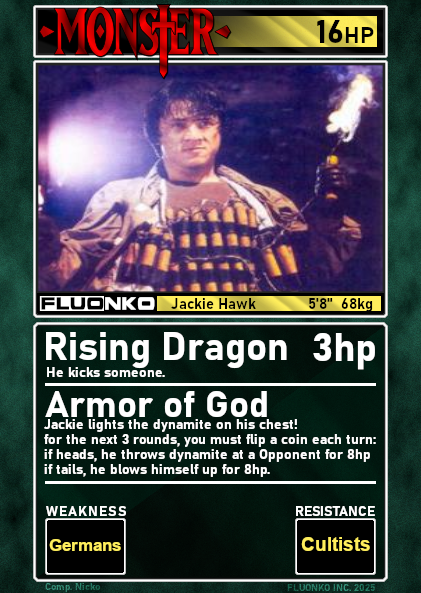 MONSTER
16HP
FLUONKO Jackie Hawk 5'8" 68kg
Rising Dragon 3hp
He kicks someone.
Armor of God
Jackie lights the dynamite on his chest!
for the next 3 rounds, you must flip a coin each turn:
if heads, he throws dynamite at a Opponent for 8hp
if tails, he blows himself up for 8hp.
WEAKNESS RESISTANCE
Germans Cultists
Comp. Nicko FLUONKO INC. 2025